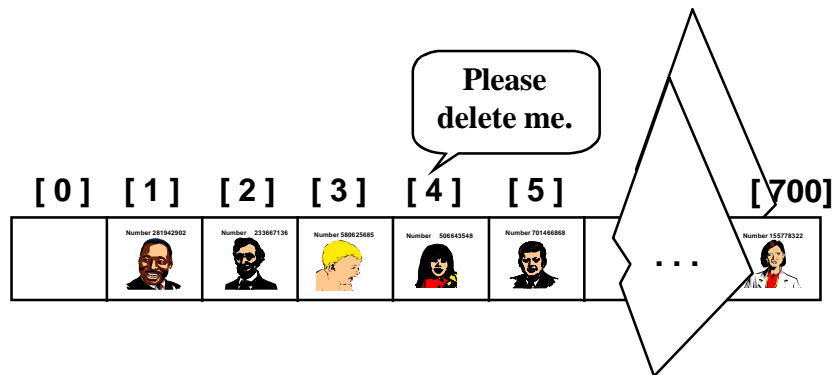 Please
delete me.
[ 0 ] [ 1 ] [ 2 ] [ 3 ] [ 4 ] [ 5 ] [ 700]
Number 281942902 Number 233667136 Number 580625685 Number 506643548 Number 701466868 Number 155778322
. . .